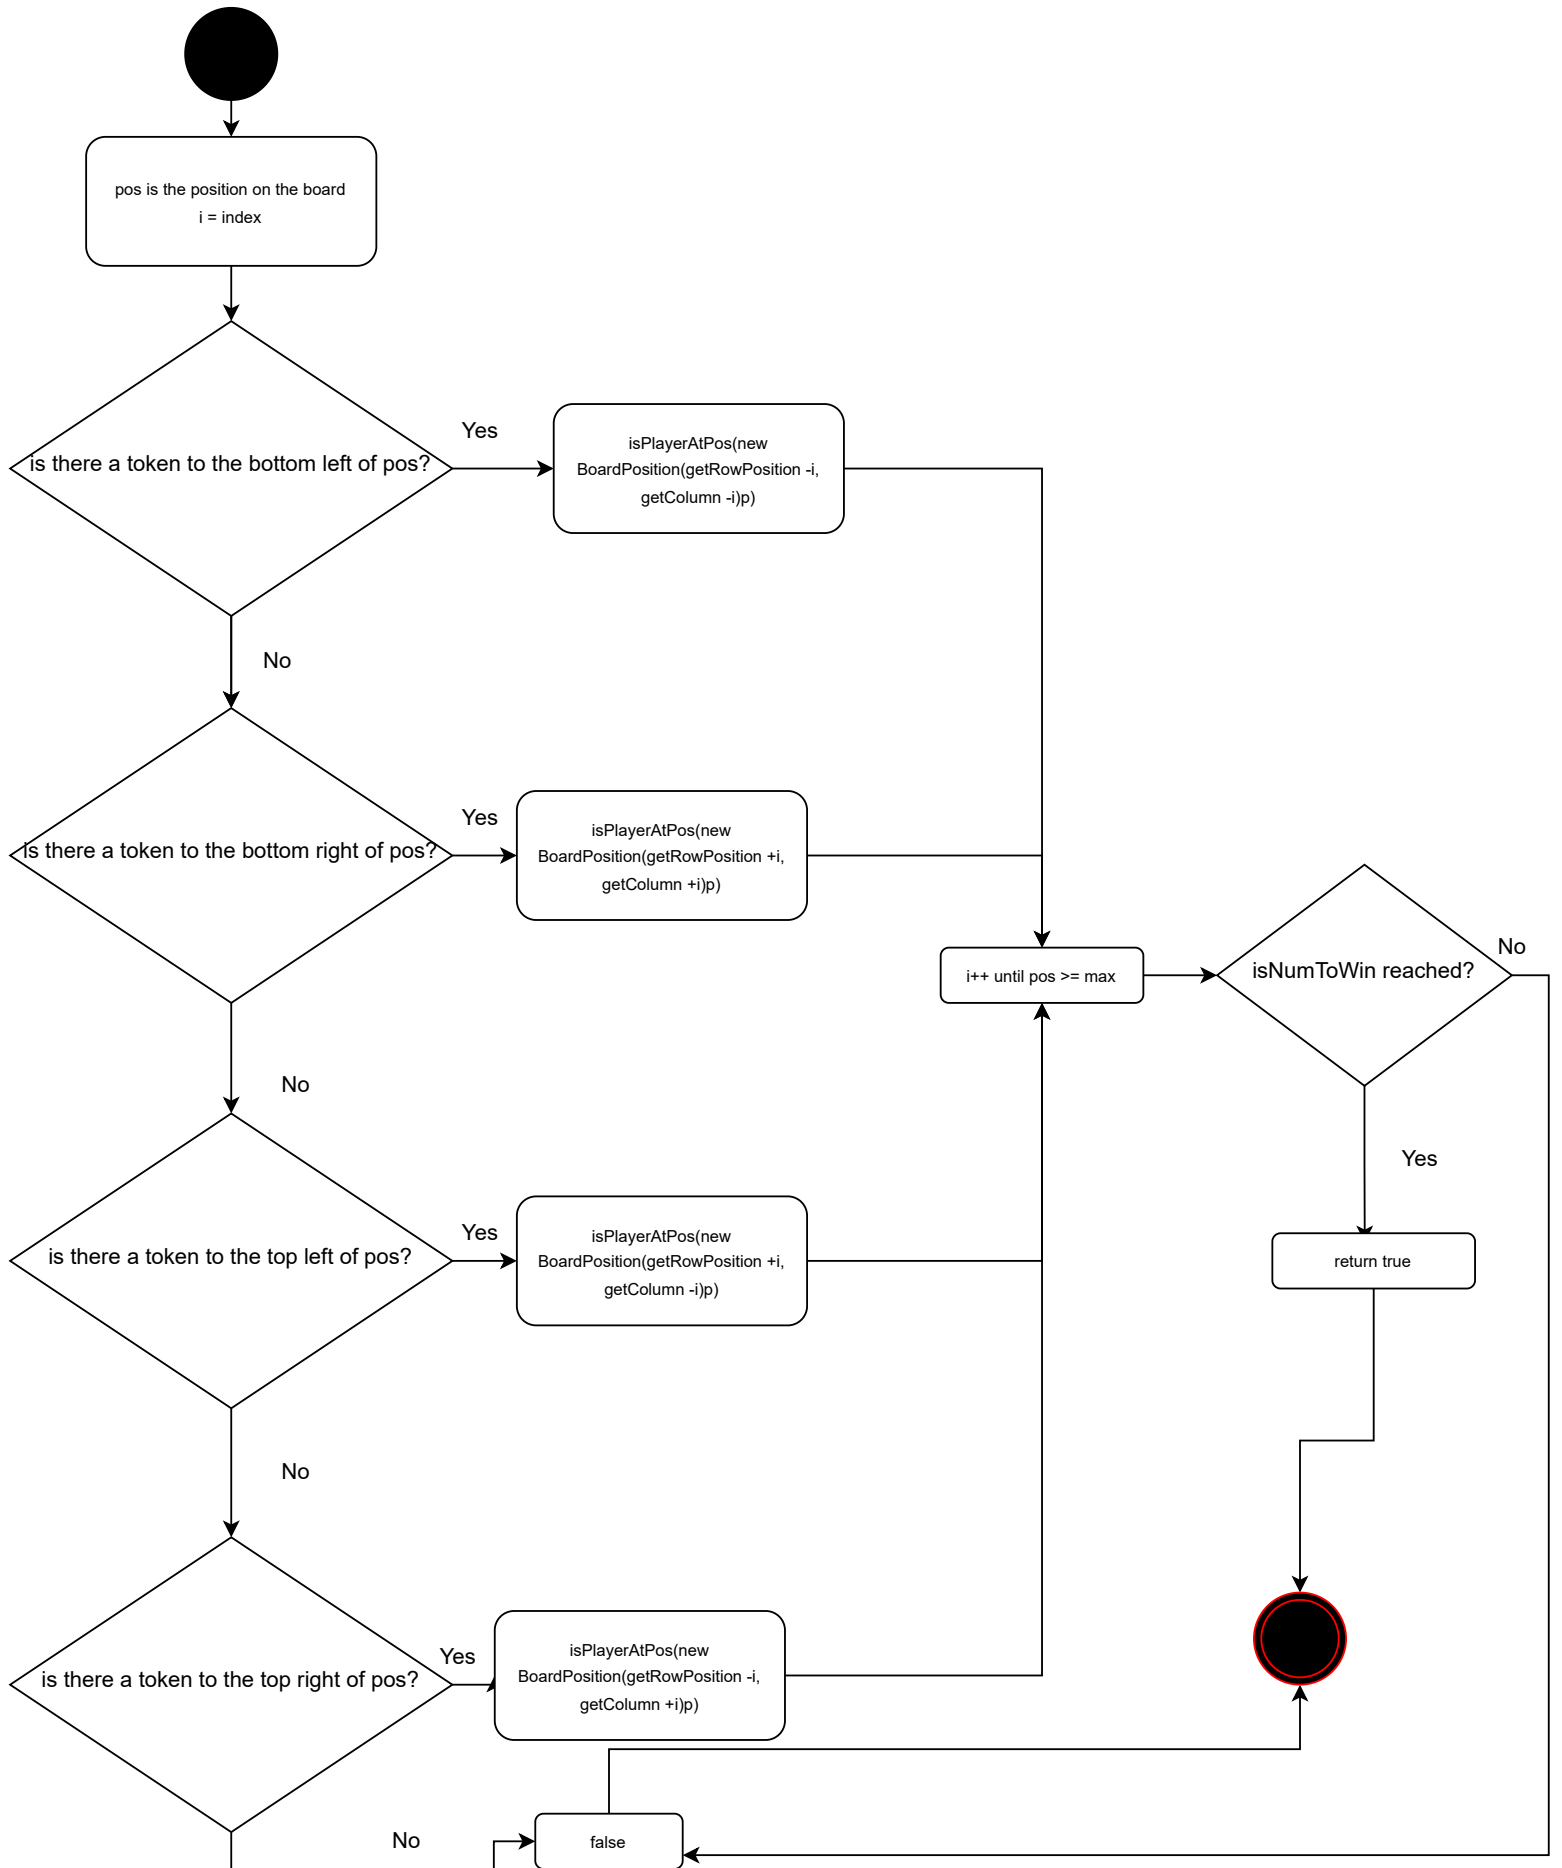 pos is the position on the board
i = index
is there a token to the bottom left of pos?
Yes
isPlayerAtPos(new
BoardPosition(getRowPosition -i,
getColumn -i)p)
No
is there a token to the bottom right of pos?
Yes
isPlayerAtPos(new
BoardPosition(getRowPosition +i,
getColumn +i)p)
i++ until pos >= max
isNumToWin reached?
No
No
Yes
return true
is there a token to the top left of pos?
Yes
isPlayerAtPos(new
BoardPosition(getRowPosition +i,
getColumn -i)p)
No
is there a token to the top right of pos?
Yes
isPlayerAtPos(new
BoardPosition(getRowPosition -i,
getColumn +i)p)
No
false